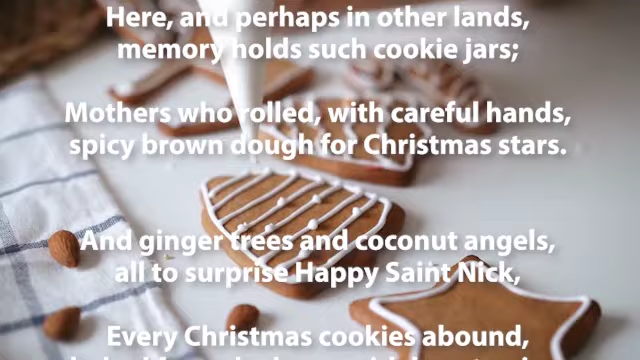 Here, and perhaps in other lands,
memory holds such cookie jars;
Mothers who rolled, with careful hands,
spicy brown dough for Christmas stars.
And ginger trees and coconut angels,
all to surprise Happy Saint Nick,
Every Christmas cookies abound,